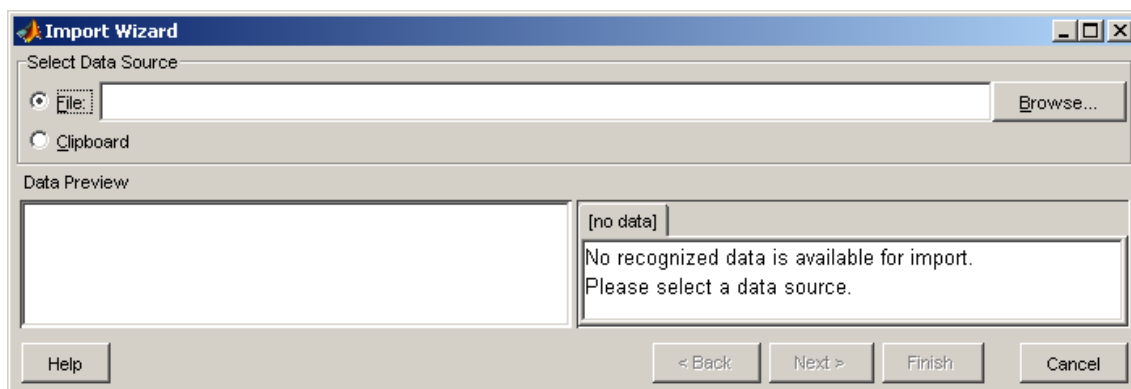 Import Wizard
Select Data Source
File:
Browse...
Clipboard
Data Preview
[no data]
No recognized data is available for import.
Please select a data source.
Help
< Back
Next >
Finish
Cancel